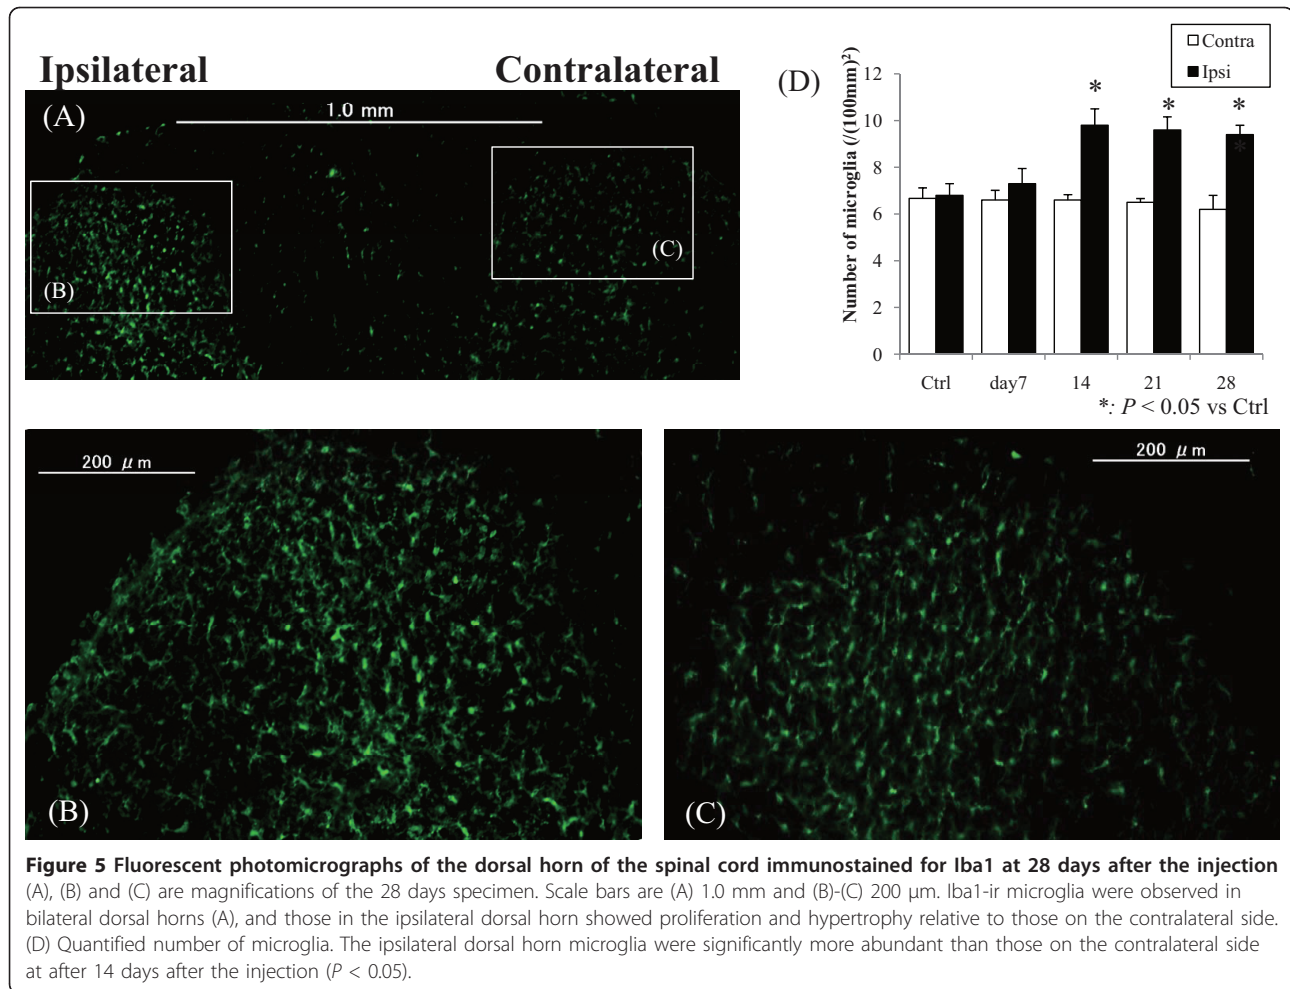 Ipsilateral
Contralateral
(A)
1.0 mm
(B)
(C)
(D)
Contra
Ipsi
Number of microglia (/(100mm)²)
12
10
8
6
4
2
0
*
*
*
*
Ctrl
day7
14
21
28
*: P < 0.05 vs Ctrl
200 μm
(B)
200 μm
(C)
Figure 5 Fluorescent photomicrographs of the dorsal horn of the spinal cord immunostained for Iba1 at 28 days after the injection
(A), (B) and (C) are magnifications of the 28 days specimen. Scale bars are (A) 1.0 mm and (B)-(C) 200 μm. Iba1-ir microglia were observed in
bilateral dorsal horns (A), and those in the ipsilateral dorsal horn showed proliferation and hypertrophy relative to those on the contralateral side.
(D) Quantified number of microglia. The ipsilateral dorsal horn microglia were significantly more abundant than those on the contralateral side
at after 14 days after the injection (P < 0.05).